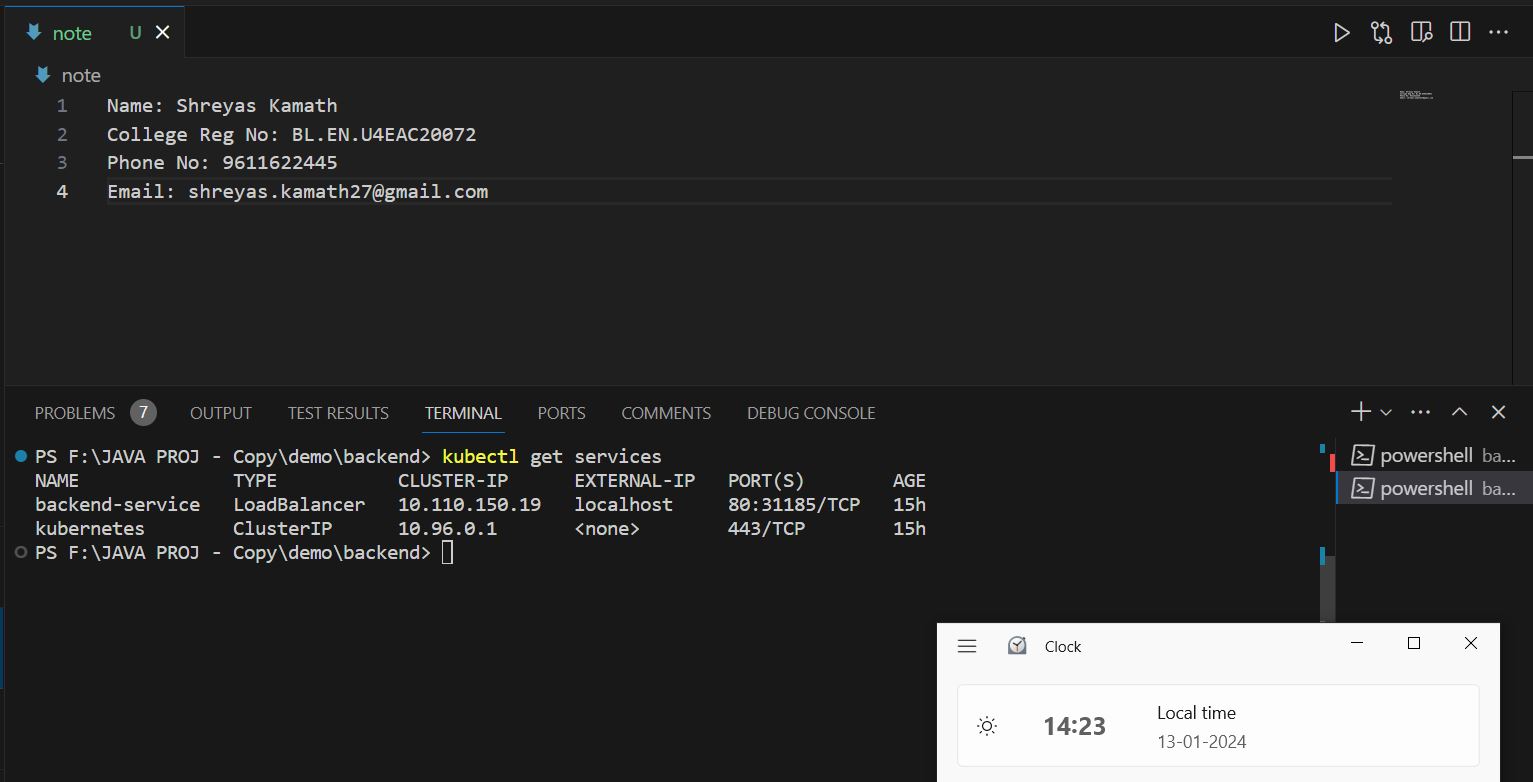 note U
note
1 Name: Shreyas Kamath
2 College Reg No: BL.EN.U4EAC20072
3 Phone No: 9611622445
4 Email: shreyas.kamath27@gmail.com
PROBLEMS 7 OUTPUT TEST RESULTS TERMINAL PORTS COMMENTS DEBUG CONSOLE
PS F:\JAVA PROJ - Copy\demo\backend> kubectl get services
NAME TYPE CLUSTER-IP EXTERNAL-IP PORT(S) AGE
backend-service LoadBalancer 10.110.150.19 localhost 80:31185/TCP 15h
kubernetes ClusterIP 10.96.0.1 <none> 443/TCP 15h
PS F:\JAVA PROJ - Copy\demo\backend>
powershell ba...
powershell ba...
Clock
14:23
Local time
13-01-2024